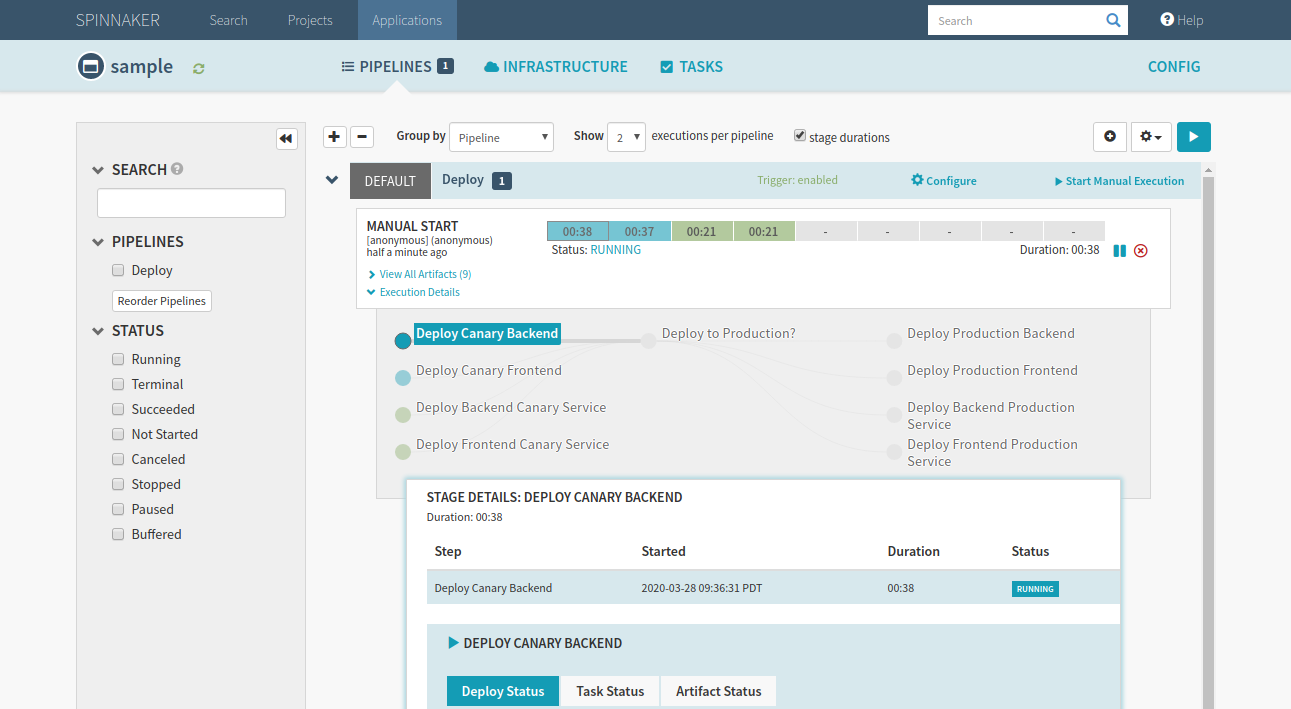 SPINNAKER Search Projects Applications Search Help
sample PIPELINES 1 INFRASTRUCTURE TASKS CONFIG
SEARCH
PIPELINES
Deploy
Reorder Pipelines
STATUS
Running
Terminal
Succeeded
Not Started
Canceled
Stopped
Paused
Buffered
Group by Pipeline Show 2 executions per pipeline stage durations
DEFAULT Deploy 1 Trigger: enabled Configure Start Manual Execution
MANUAL START
[anonymous] (anonymous)
half a minute ago
00:38 00:37 00:21 00:21 - - - - -
Status: RUNNING Duration: 00:38
View All Artifacts (9)
Execution Details
Deploy Canary Backend Deploy to Production? Deploy Production Backend
Deploy Canary Frontend Deploy Production Frontend
Deploy Backend Canary Service Deploy Backend Production
Service
Deploy Frontend Canary Service Deploy Frontend Production
Service
STAGE DETAILS: DEPLOY CANARY BACKEND
Duration: 00:38
Step Started Duration Status
Deploy Canary Backend 2020-03-28 09:36:31 PDT 00:38 RUNNING
DEPLOY CANARY BACKEND
Deploy Status Task Status Artifact Status